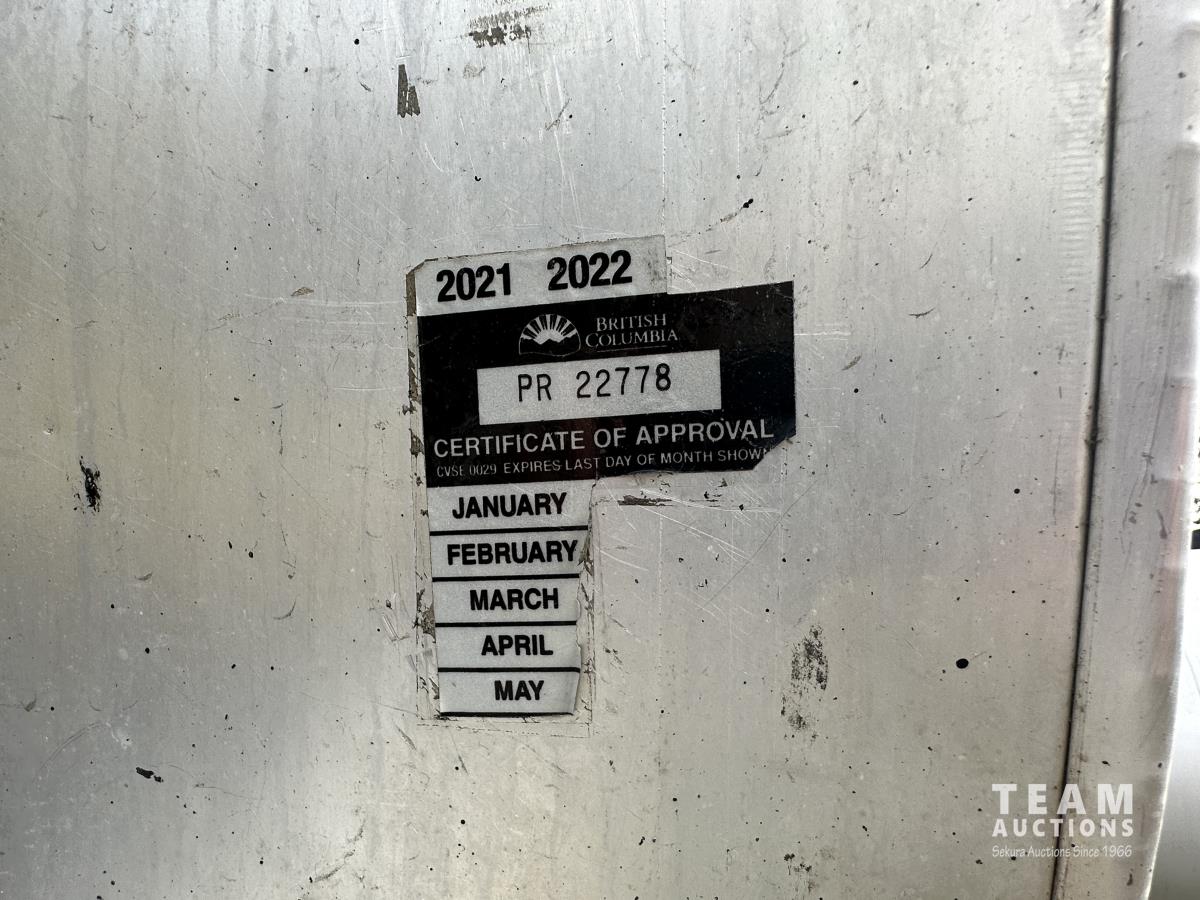 2021 2022
BRITISH
COLUMBIA
PR 22778
CERTIFICATE OF APPROVAL
CVSE 0029 EXPIRES LAST DAY OF MONTH SHOWN
JANUARY
FEBRUARY
MARCH
APRIL
MAY
TEAM
AUCTIONS
Sekura Auctions Since 1966